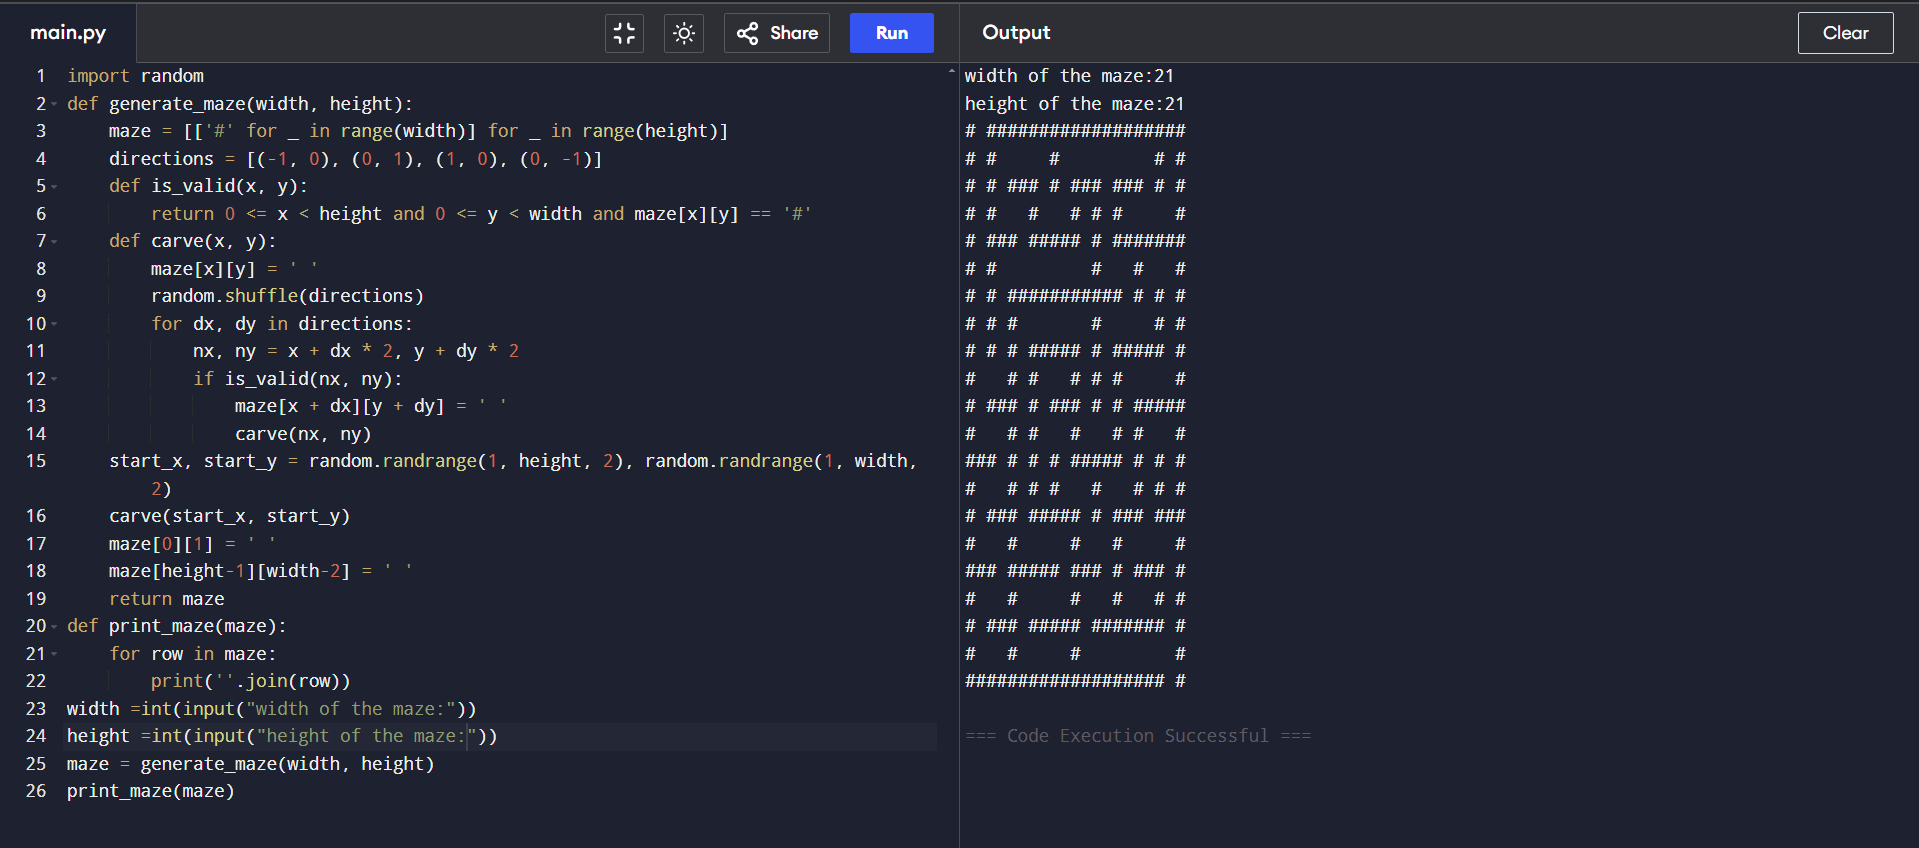 main.py
Share
Run
1 import random
2 def generate_maze(width, height):
3     maze = [['#' for _ in range(width)] for _ in range(height)]
4     directions = [(-1, 0), (0, 1), (1, 0), (0, -1)]
5     def is_valid(x, y):
6         return 0 <= x < height and 0 <= y < width and maze[x][y] == '#'
7     def carve(x, y):
8         maze[x][y] = ' '
9         random.shuffle(directions)
10         for dx, dy in directions:
11             nx, ny = x + dx * 2, y + dy * 2
12             if is_valid(nx, ny):
13                 maze[x + dx][y + dy] = ' '
14                 carve(nx, ny)
15     start_x, start_y = random.randrange(1, height, 2), random.randrange(1, width,
        2)
16     carve(start_x, start_y)
17     maze[0][1] = ' '
18     maze[height-1][width-2] = ' '
19     return maze
20 def print_maze(maze):
21     for row in maze:
22         print(''.join(row))
23 width =int(input("width of the maze:"))
24 height =int(input("height of the maze:"))
25 maze = generate_maze(width, height)
26 print_maze(maze)
Output
Clear
width of the maze:21
height of the maze:21
# ###################
# #     #         # #
# # ### # ### ### # #
# #   #   # # #     #
# ### ##### # #######
# #         #   #   #
# # ########### # # #
# # #       #     # #
# # # ##### # ##### #
#   # #   # # #     #
# ### # ### # # #####
#   # #   #   # #   #
### # # # ##### # # #
#   # # #   #   # # #
# ### ##### # ### ###
#   #     #   #     #
### ##### ### # ### #
#   #     #   #   # #
# ### ##### ####### #
#   #     #         #
################### #
=== Code Execution Successful ===